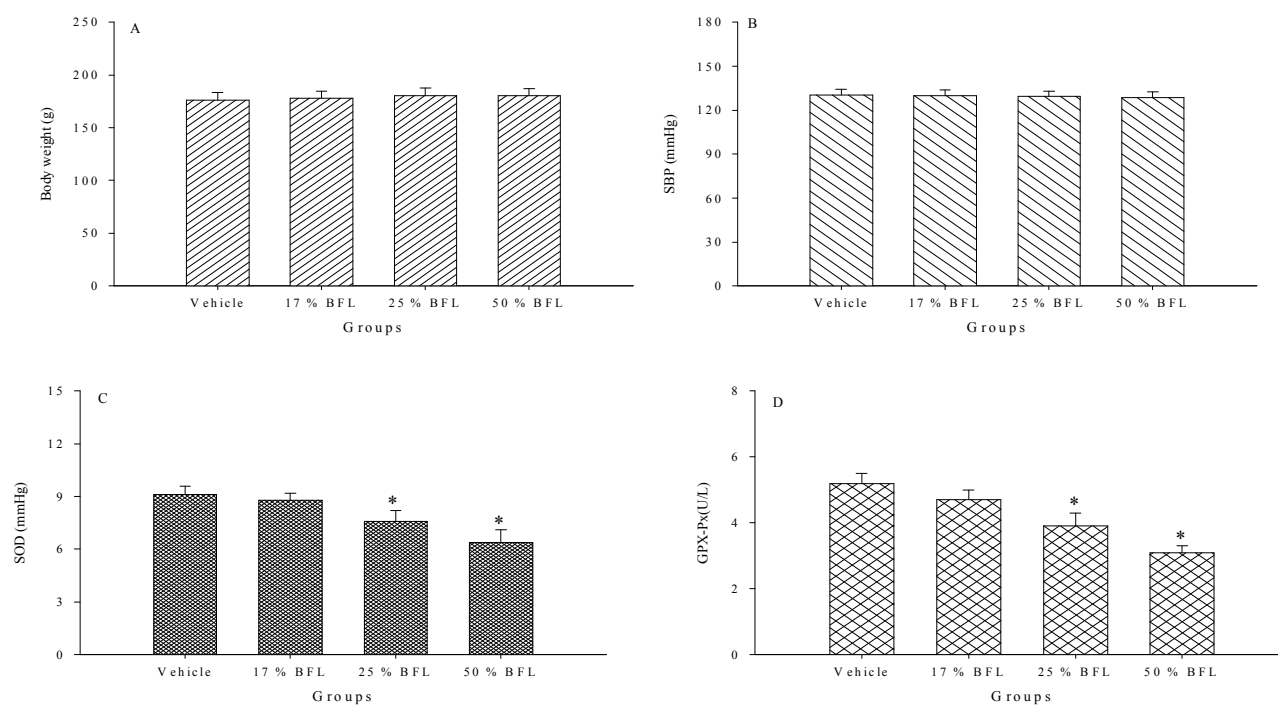 A
250
200
150
100
50
0
Body weight (g)
Vehicle 17 % BFL 25 % BFL 50 % BFL
Groups
B
180
150
120
90
60
30
0
SBP (mmHg)
Vehicle 17 % BFL 25 % BFL 50 % BFL
Groups
C
15
12
9
6
3
0
SOD (mmHg)
* *
Vehicle 17 % BFL 25 % BFL 50 % BFL
Groups
D
8
6
4
2
0
GPX-Px(U/L)
* *
Vehicle 17 % BFL 25 % BFL 50 % BFL
Groups